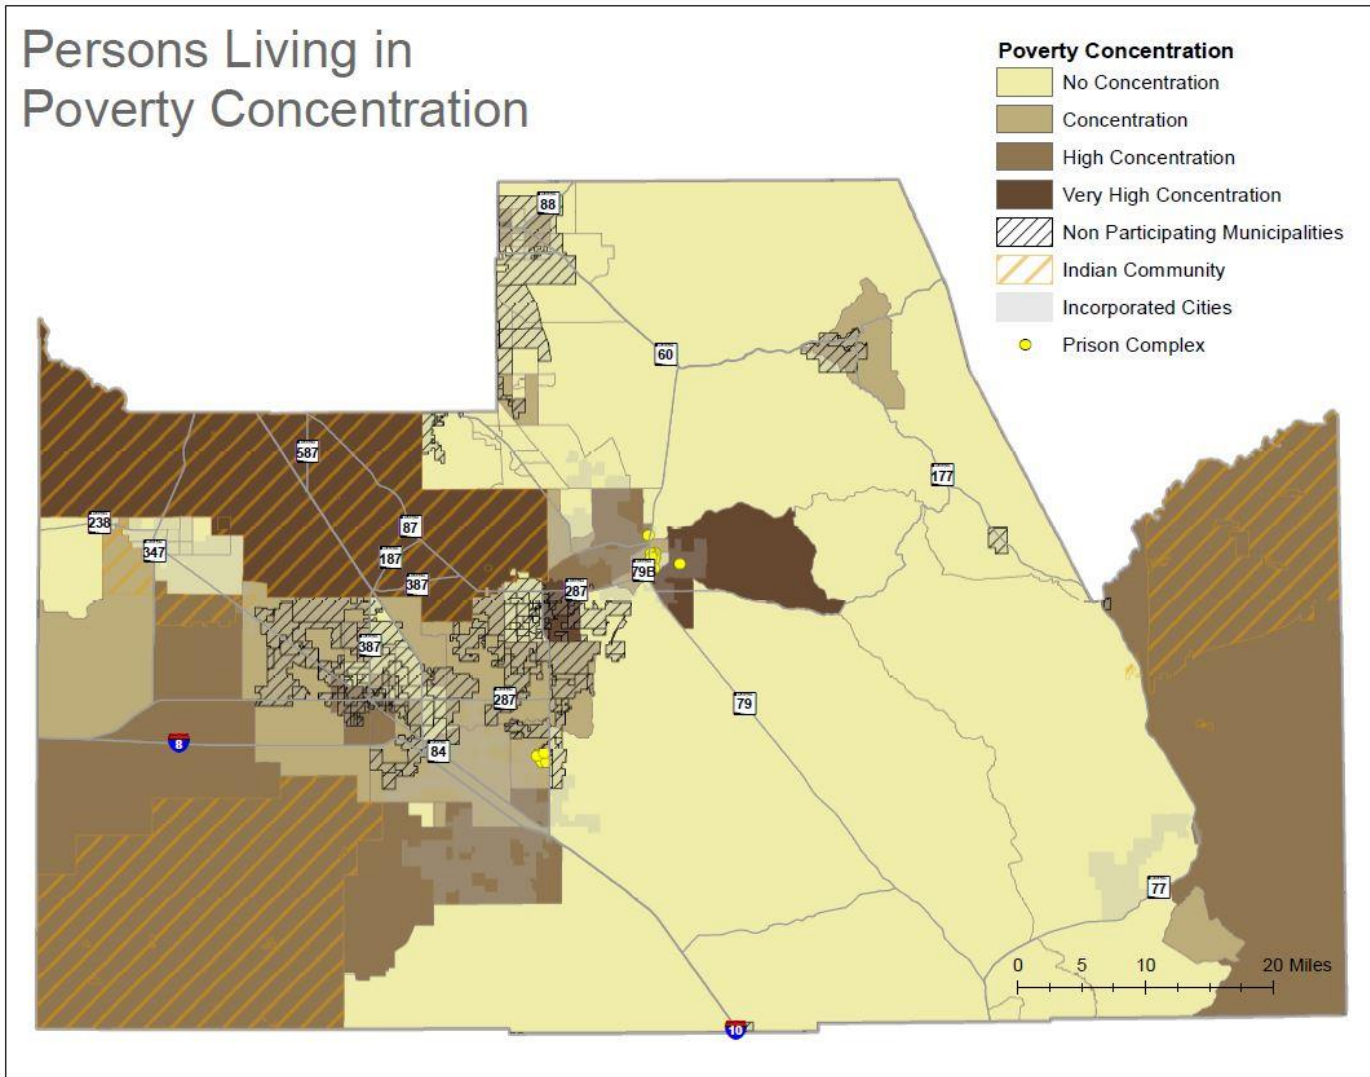 Persons Living in
Poverty Concentration
Poverty Concentration
No Concentration
Concentration
High Concentration
Very High Concentration
Non Participating Municipalities
Indian Community
Incorporated Cities
Prison Complex
88
60
587
177
238
87
347
187
387
79B
287
387
287
79
8
84
77
0 5 10 20 Miles
10